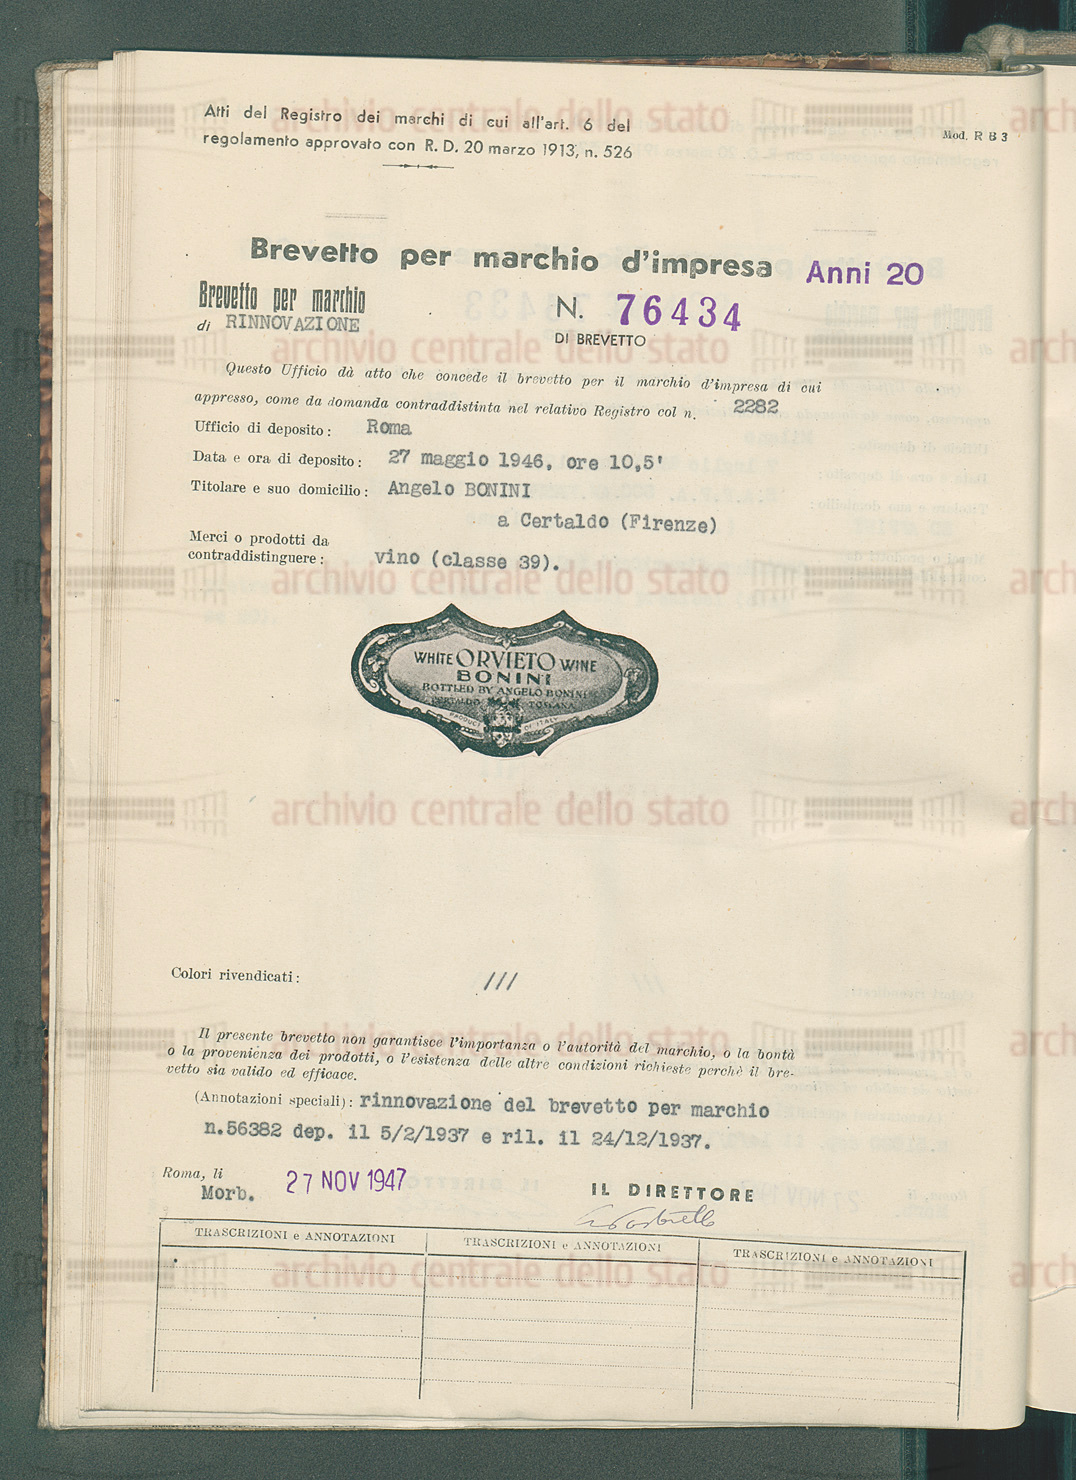 Atti del Registro dei marchi di cui all'art. 6 del
regolamento approvato con R. D. 20 marzo 1913, n. 526
Mod. R B 3
Brevetto per marchio d'impresa Anni 20
Brevetto per marchio
di RINNOVAZIONE
N. 76434
DI BREVETTO
Questo Ufficio dà atto che concede il brevetto per il marchio d'impresa di cui
appresso, come da domanda contraddistinta nel relativo Registro col n. 2282
Ufficio di deposito: Roma
Data e ora di deposito: 27 maggio 1946, ore 10,5'
Titolare e suo domicilio: Angelo BONINI
a Certaldo (Firenze)
Merci o prodotti da
contraddistinguere: vino (classe 39).
WHITE ORVIETO WINE
BONINI
BOTTLED BY ANGELO BONINI
CERTALDO TOSCANA
PRODUCT OF ITALY
Colori rivendicati: ///
Il presente brevetto non garantisce l'importanza o l'autorità del marchio, o la bontà
o la provenienza dei prodotti, o l'esistenza delle altre condizioni richieste perchè il bre-
vetto sia valido ed efficace.
(Annotazioni speciali): rinnovazione del brevetto per marchio
n.56382 dep. il 5/2/1937 e ril. il 24/12/1937.
Roma, li 27 NOV 1947
Morb.
IL DIRETTORE
TRASCRIZIONI e ANNOTAZIONI TRASCRIZIONI e ANNOTAZIONI TRASCRIZIONI e ANNOTAZIONI
archivio centrale dello stato